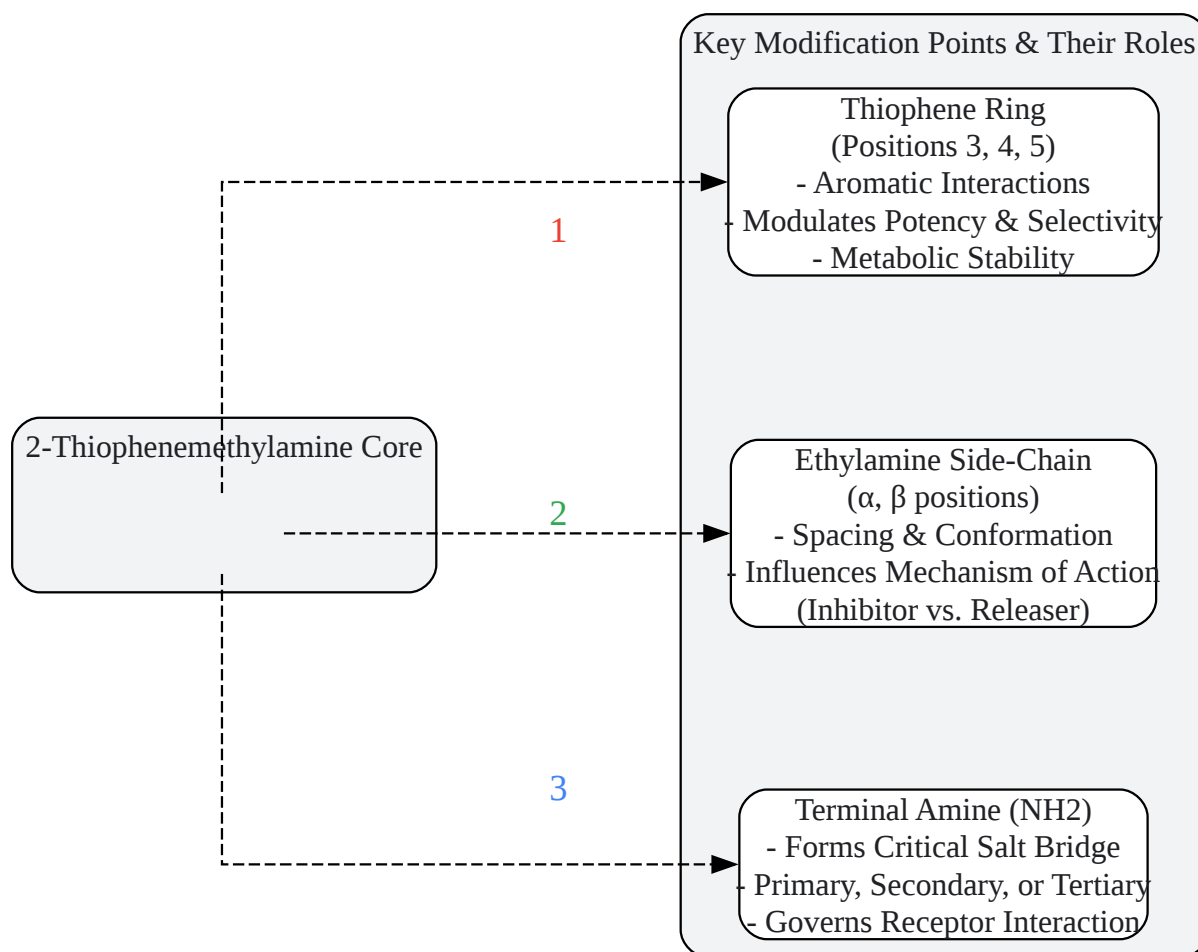 Key Modification Points & Their Roles
Thiophene Ring
(Positions 3, 4, 5)
- Aromatic Interactions
- Modulates Potency & Selectivity
- Metabolic Stability
1
2-Thiophenemethylamine Core
2
Ethylamine Side-Chain
(α, β positions)
- Spacing & Conformation
- Influences Mechanism of Action
(Inhibitor vs. Releaser)
3
Terminal Amine (NH2)
- Forms Critical Salt Bridge
- Primary, Secondary, or Tertiary
- Governs Receptor Interaction